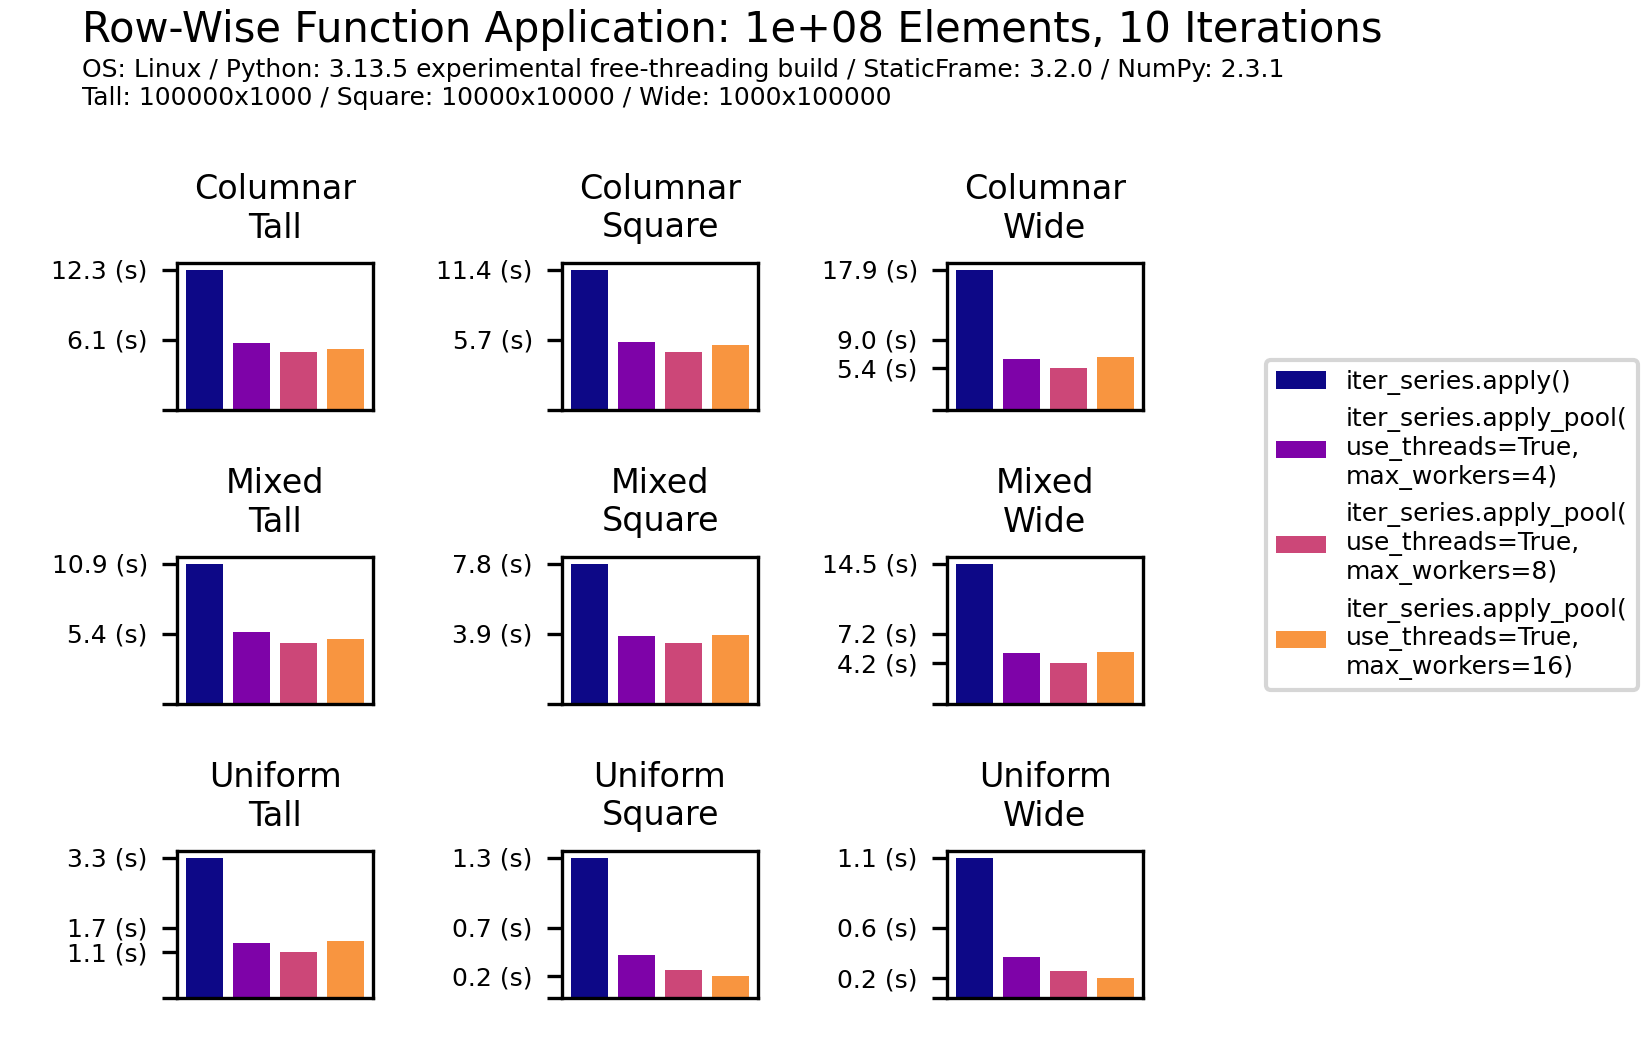 Row-Wise Function Application: 1e+08 Elements, 10 Iterations
OS: Linux / Python: 3.13.5 experimental free-threading build / StaticFrame: 3.2.0 / NumPy: 2.3.1
Tall: 100000x1000 / Square: 10000x10000 / Wide: 1000x100000
Columnar
Tall
12.3 (s)
6.1 (s)
Columnar
Square
11.4 (s)
5.7 (s)
Columnar
Wide
17.9 (s)
9.0 (s)
5.4 (s)
Mixed
Tall
10.9 (s)
5.4 (s)
Mixed
Square
7.8 (s)
3.9 (s)
Mixed
Wide
14.5 (s)
7.2 (s)
4.2 (s)
Uniform
Tall
3.3 (s)
1.7 (s)
1.1 (s)
Uniform
Square
1.3 (s)
0.7 (s)
0.2 (s)
Uniform
Wide
1.1 (s)
0.6 (s)
0.2 (s)
iter_series.apply()
iter_series.apply_pool(
use_threads=True,
max_workers=4)
iter_series.apply_pool(
use_threads=True,
max_workers=8)
iter_series.apply_pool(
use_threads=True,
max_workers=16)